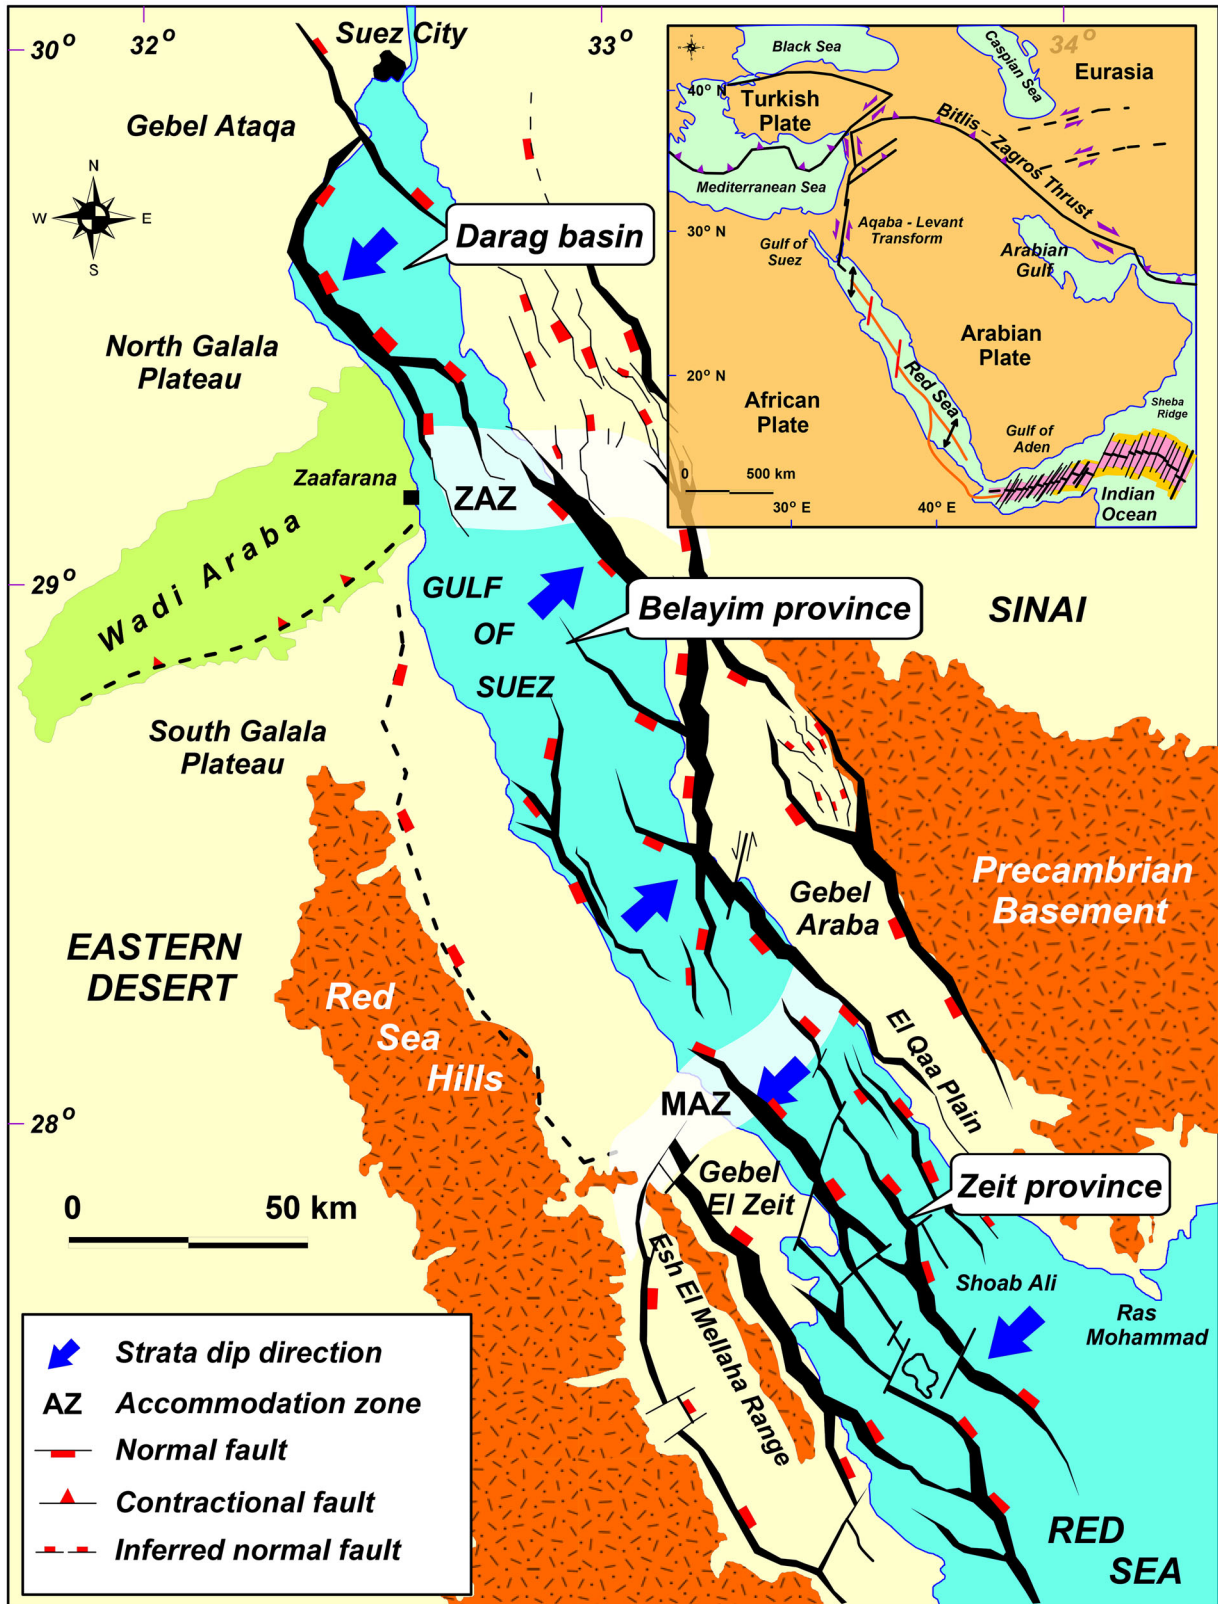 30°
32°
Suez City
33°
34°
Gebel Ataqa
N
W
E
S
Darag basin
North Galala
Plateau
Zaafarana
ZAZ
Wadi Araba
29°
GULF
OF
SUEZ
Belayim province
SINAI
South Galala
Plateau
EASTERN
DESERT
Red
Sea
Hills
Gebel
Araba
Precambrian
Basement
El Qaa Plain
28°
MAZ
Gebel
El Zeit
Zeit province
0
50 km
Esh El Mellaha Range
Shoab Ali
Ras
Mohammad
RED
SEA
Strata dip direction
AZ
Accommodation zone
Normal fault
Contractional fault
Inferred normal fault
Black Sea
Caspian Sea
Eurasia
40° N
Turkish
Plate
Bitlis - Zagros Thrust
Mediterranean Sea
30° N
Gulf of
Suez
Aqaba - Levant
Transform
Arabian
Gulf
Arabian
Plate
20° N
Red Sea
African
Plate
Sheba
Ridge
Gulf of
Aden
0
500 km
Indian
Ocean
30° E
40° E